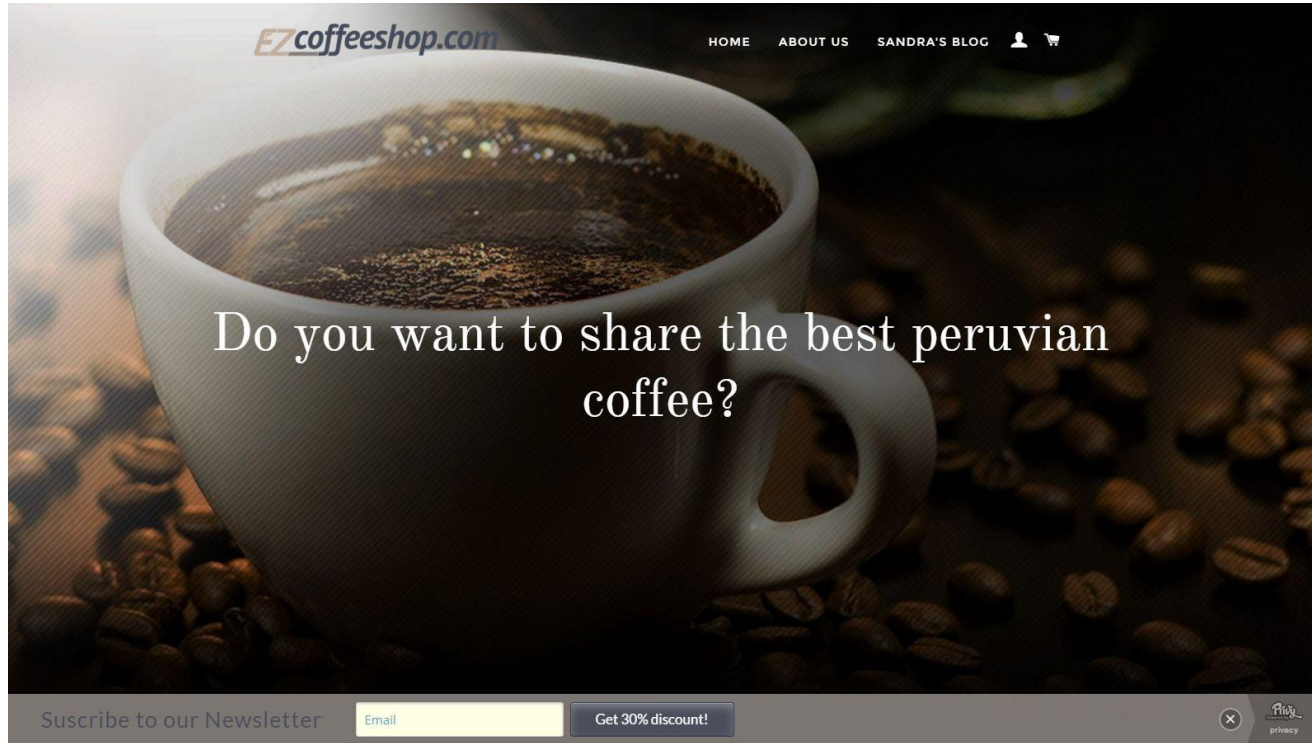 EZcoffeeshop.com
HOME ABOUT US SANDRA'S BLOG
Do you want to share the best peruvian
coffee?
Suscribe to our Newsletter
Email
Get 30% discount!
Privy
privacy